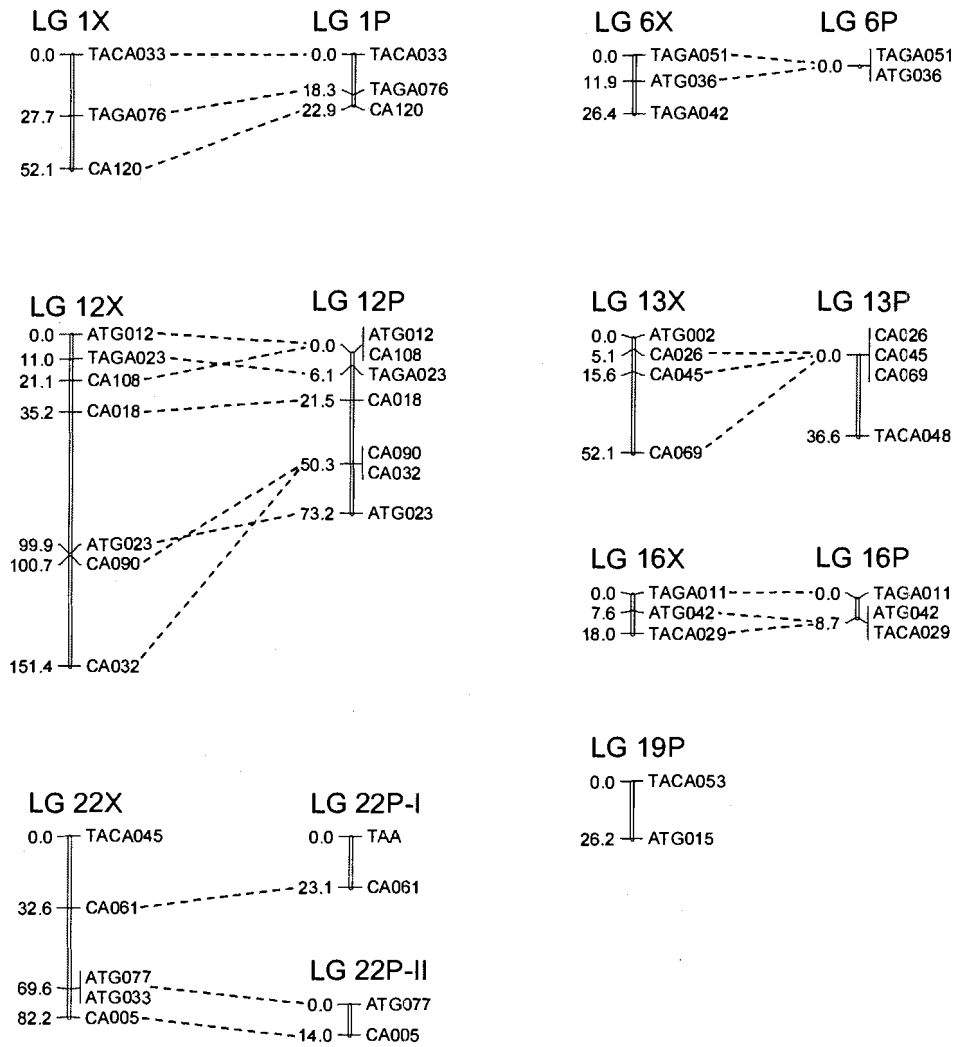 LG 1X
0.0 TACA033
27.7 TAGA076
52.1 CA120
LG 1P
0.0 TACA033
18.3 TAGA076
22.9 CA120
LG 6X
0.0 TAGA051
11.9 ATG036
26.4 TAGA042
LG 6P
0.0 TAGA051
ATG036
LG 12X
0.0 ATG012
11.0 TAGA023
21.1 CA108
35.2 CA018
99.9 ATG023
100.7 CA090
151.4 CA032
LG 12P
0.0 ATG012
CA108
6.1 TAGA023
21.5 CA018
50.3 CA090
CA032
73.2 ATG023
LG 13X
0.0 ATG002
5.1 CA026
15.6 CA045
52.1 CA069
LG 13P
0.0 CA026
CA045
CA069
36.6 TACA048
LG 16X
0.0 TAGA011
7.6 ATG042
18.0 TACA029
LG 16P
0.0 TAGA011
8.7 ATG042
TACA029
LG 19P
0.0 TACA053
26.2 ATG015
LG 22X
0.0 TACA045
32.6 CA061
69.6 ATG077
ATG033
82.2 CA005
LG 22P-I
0.0 TAA
23.1 CA061
LG 22P-II
0.0 ATG077
14.0 CA005